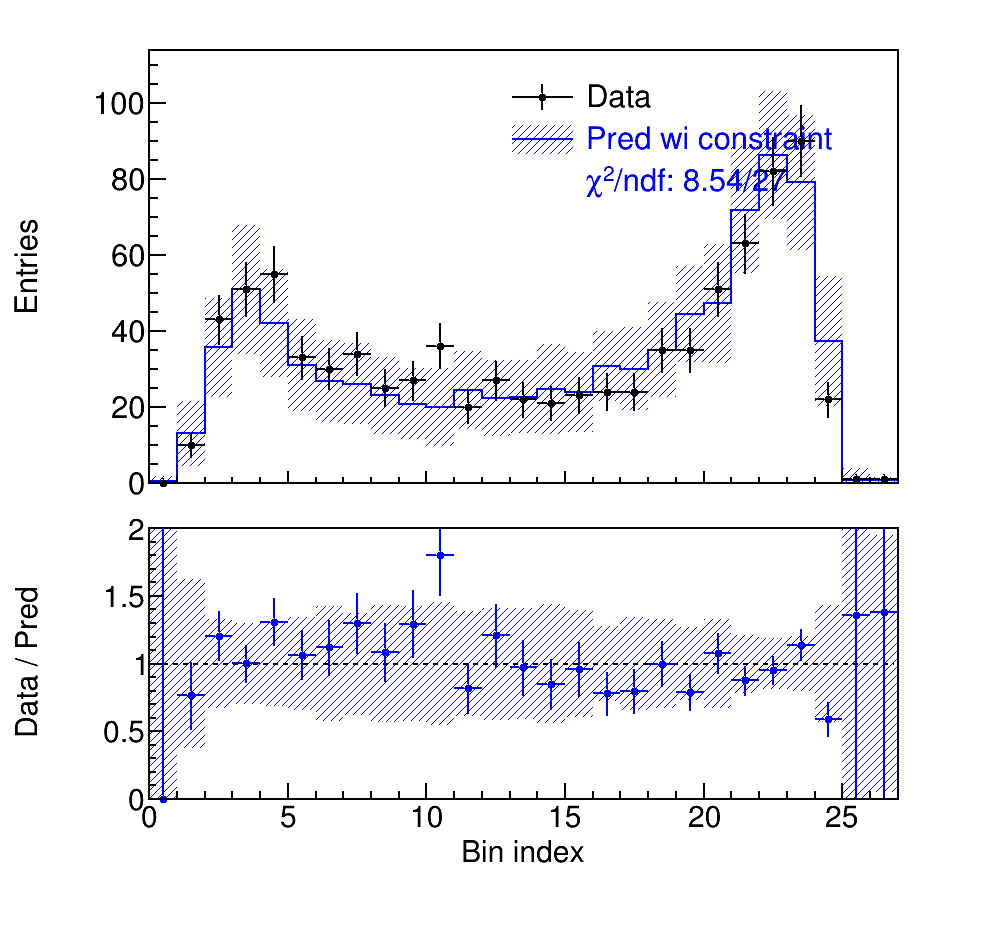 100
80
60
40
20
0
Entries
Data
Pred wi constraint
χ²/ndf: 8.54/27
2
1.5
1
0.5
0
Data / Pred
0 5 10 15 20 25
Bin index